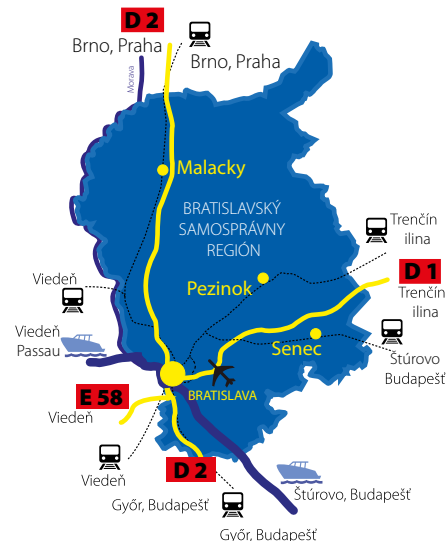 D 2
Brno, Praha
Brno, Praha
Morava
Malacky
BRATISLAVSKÝ
SAMOSPRÁVNY
REGIÓN
Trenčín
ilina
D 1
Trenčín
ilina
Pezinok
Viedeň
Viedeň
Passau
Senec
Štúrovo
Budapešť
BRATISLAVA
E 58
Viedeň
D 2
Viedeň
Győr, Budapešť
Štúrovo, Budapešť
Győr, Budapešť